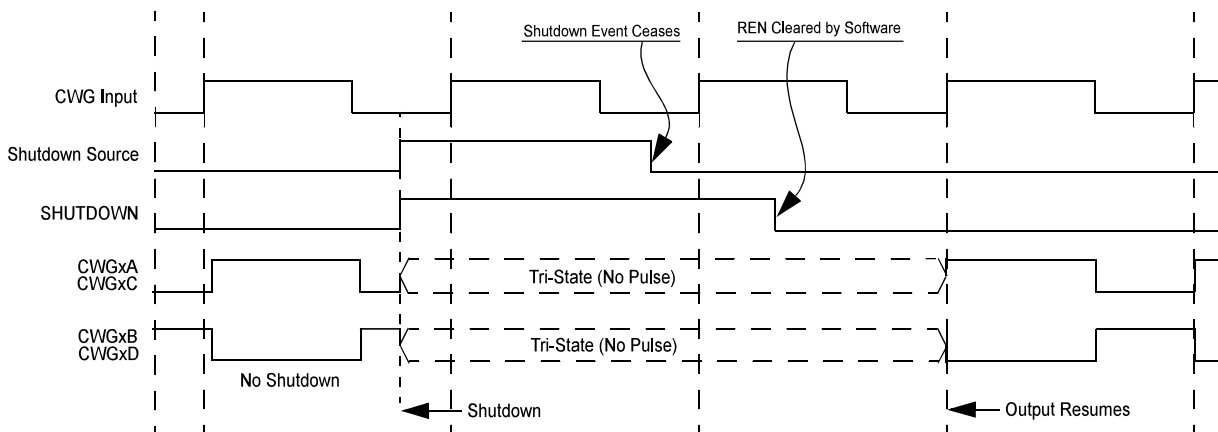 Shutdown Event Ceases
REN Cleared by Software
CWG Input
Shutdown Source
SHUTDOWN
CWGxA
CWGxC
Tri-State (No Pulse)
CWGxB
CWGxD
Tri-State (No Pulse)
No Shutdown
Shutdown
Output Resumes